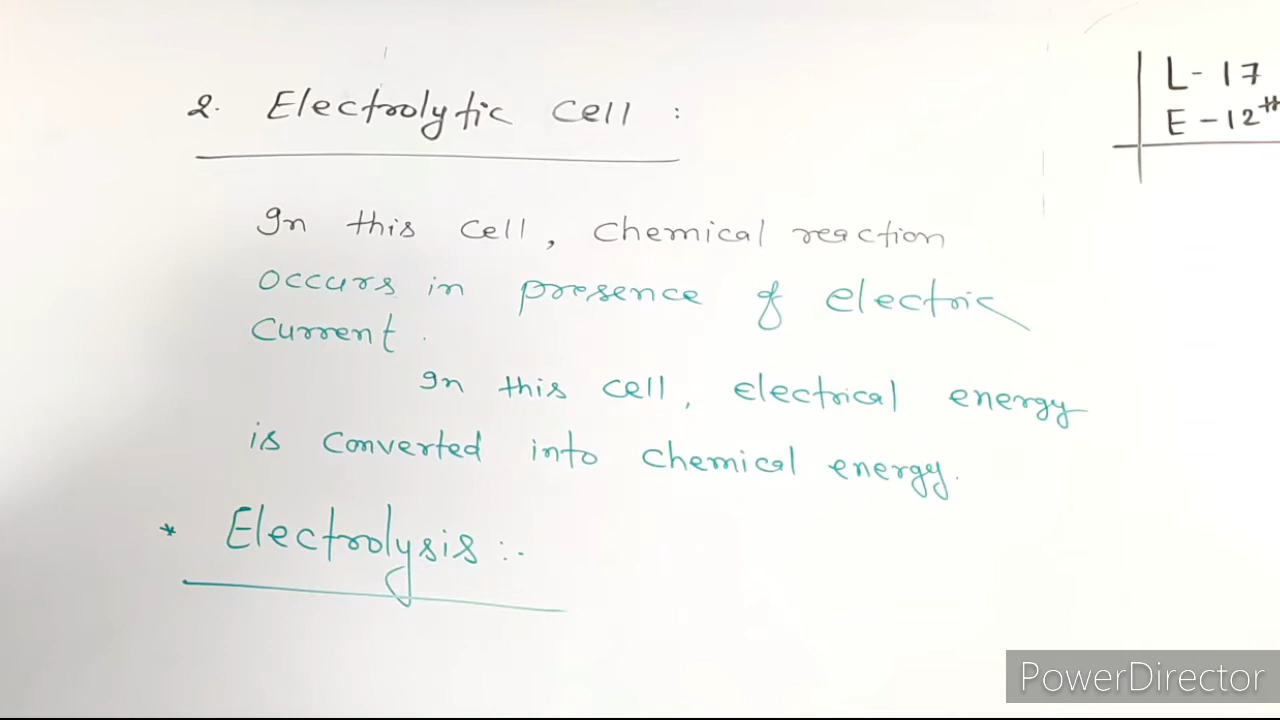 L- 17
E - 12th
2. Electrolytic cell :
In this cell, chemical reaction
occurs in presence of electric
current.
In this cell, electrical energy
is converted into chemical energy.
* Electrolysis :-
PowerDirector